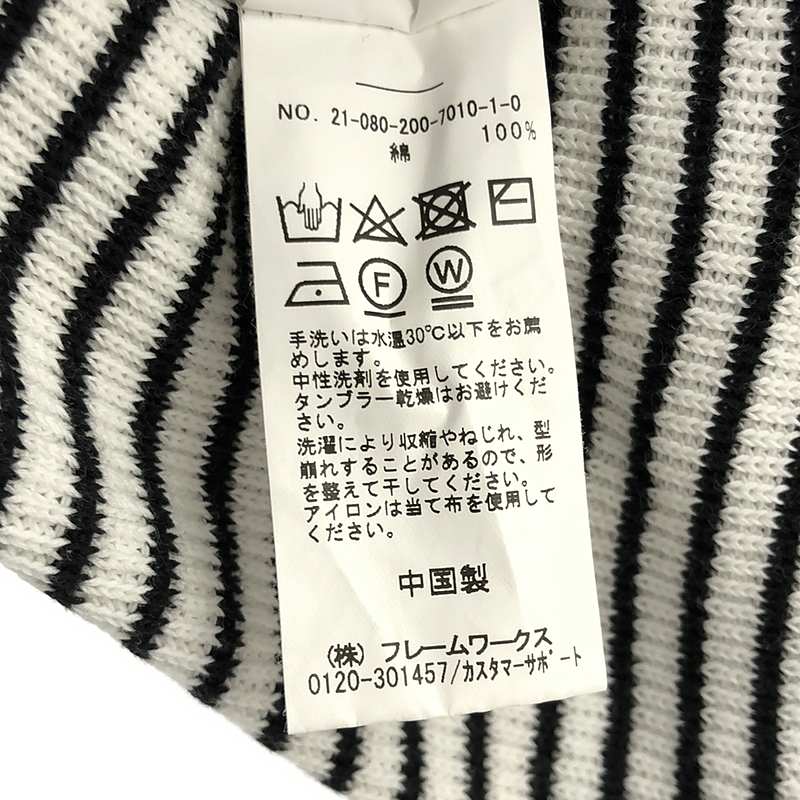 NO. 21-080-200-7010-1-0
綿 100%
F W
手洗いは水温30℃以下をお薦
めします。
中性洗剤を使用してください。
タンブラー乾燥はお避けくだ
さい。
洗濯により収縮やねじれ、型
崩れすることがあるので、形
を整えて干してください。
アイロンは当て布を使用して
ください。
中国製
(株) フレームワークス
0120-301457/カスタマーサポート